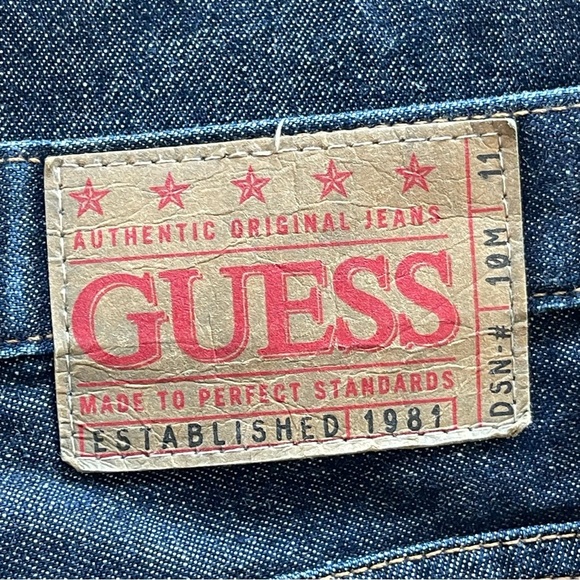 AUTHENTIC ORIGINAL JEANS
GUESS
MADE TO PERFECT STANDARDS
ESTABLISHED 1981
DSN-# 10M 11